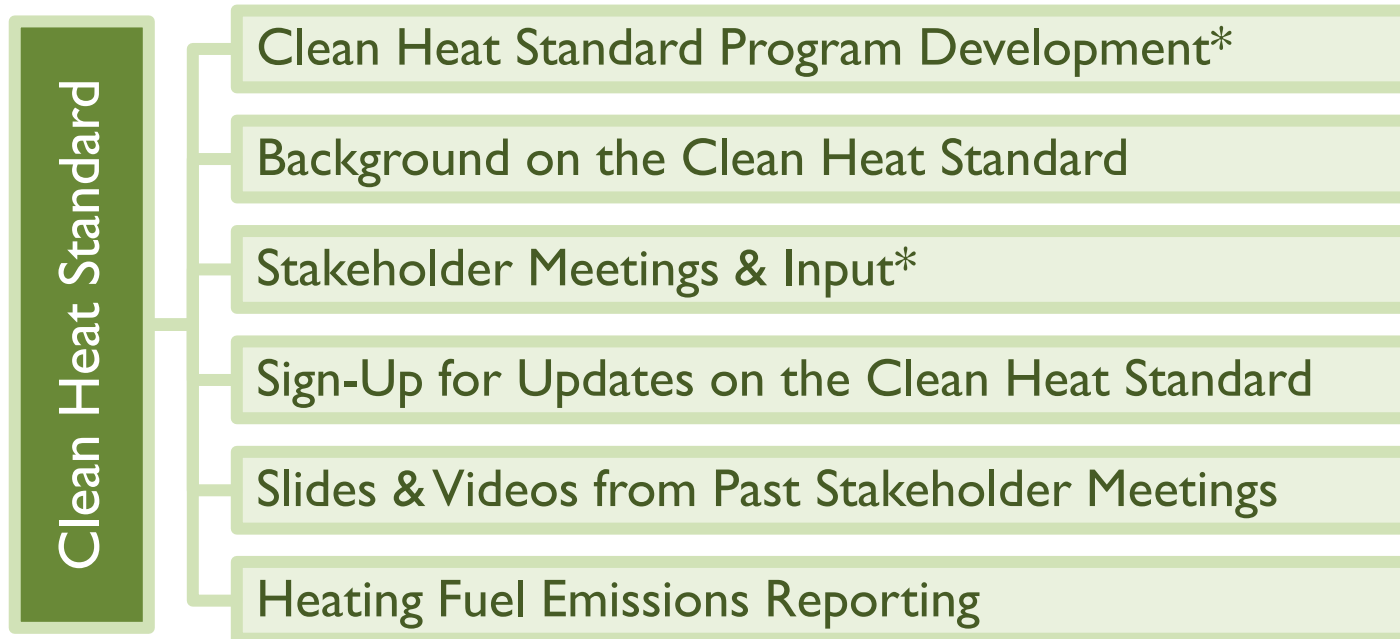 Clean Heat Standard
Clean Heat Standard Program Development*
Background on the Clean Heat Standard
Stakeholder Meetings & Input*
Sign-Up for Updates on the Clean Heat Standard
Slides & Videos from Past Stakeholder Meetings
Heating Fuel Emissions Reporting